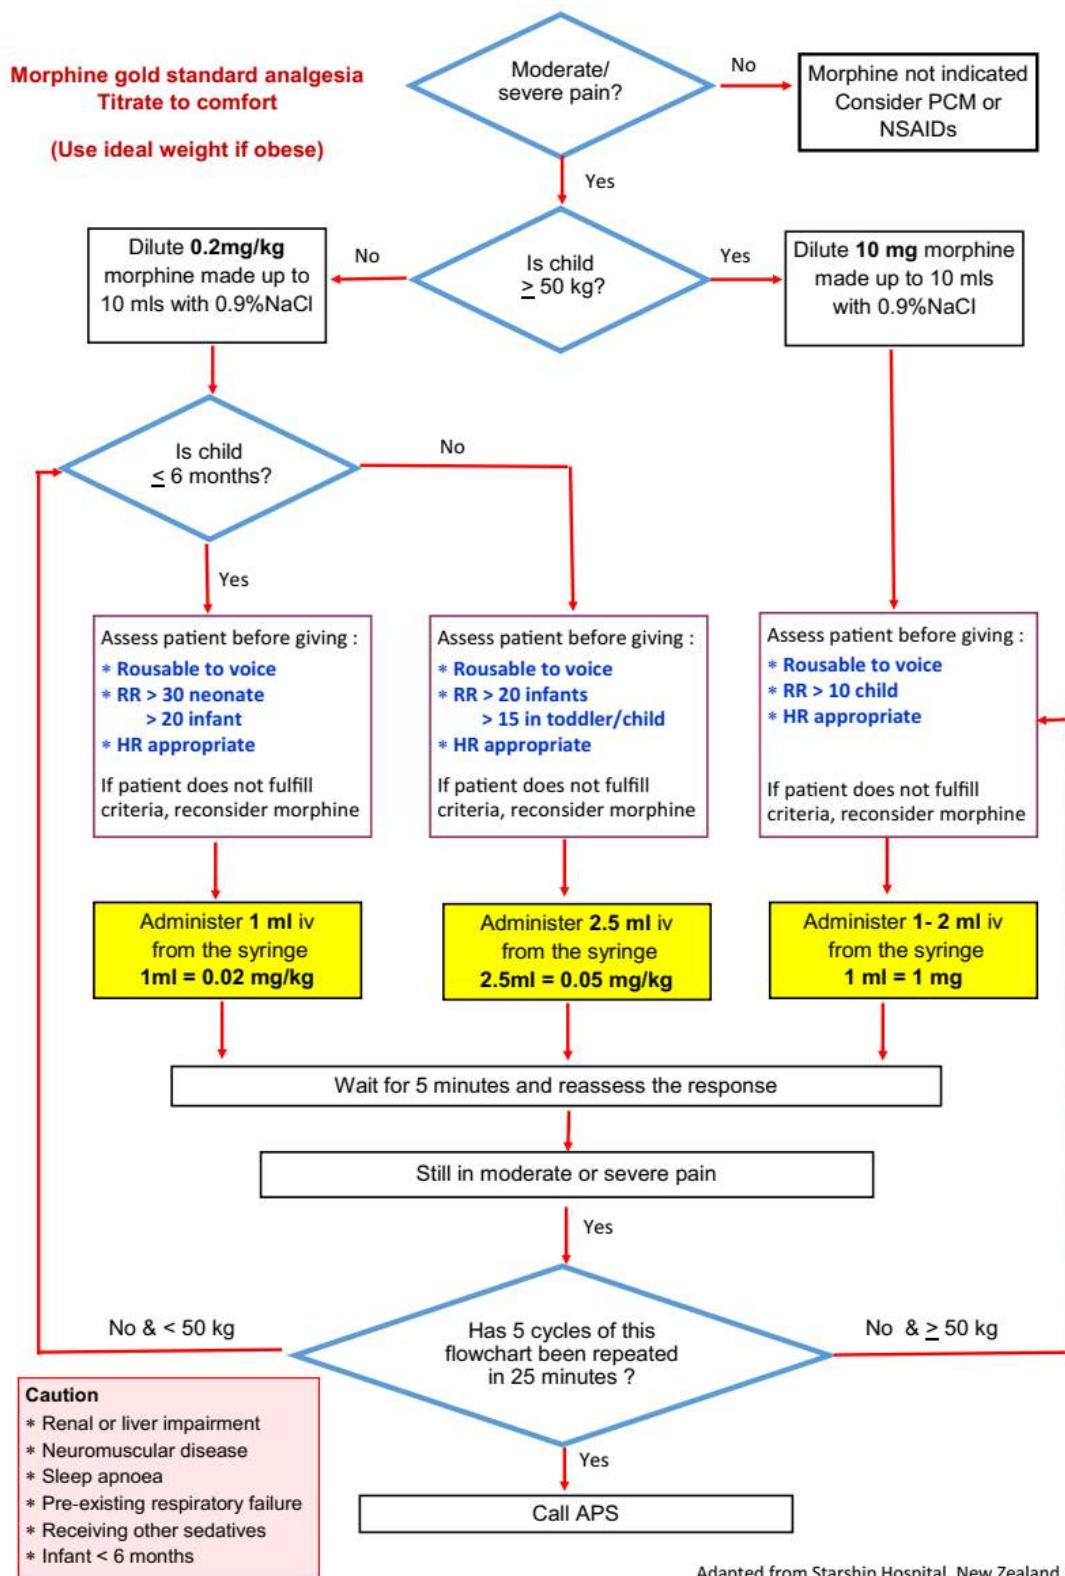 Morphine gold standard analgesia
Titrate to comfort
(Use ideal weight if obese)
Moderate/
severe pain?
No
Morphine not indicated
Consider PCM or
NSAIDs
Yes
Dilute 0.2mg/kg
morphine made up to
10 mls with 0.9%NaCl
No
Is child
≥ 50 kg?
Yes
Dilute 10 mg morphine
made up to 10 mls
with 0.9%NaCl
Is child
≤ 6 months?
No
Yes
Assess patient before giving :
* Rousable to voice
* RR > 30 neonate
> 20 infant
* HR appropriate
If patient does not fulfill
criteria, reconsider morphine
Assess patient before giving :
* Rousable to voice
* RR > 20 infants
> 15 in toddler/child
* HR appropriate
If patient does not fulfill
criteria, reconsider morphine
Assess patient before giving :
* Rousable to voice
* RR > 10 child
* HR appropriate
If patient does not fulfill
criteria, reconsider morphine
Administer 1 ml iv
from the syringe
1ml = 0.02 mg/kg
Administer 2.5 ml iv
from the syringe
2.5ml = 0.05 mg/kg
Administer 1- 2 ml iv
from the syringe
1 ml = 1 mg
Wait for 5 minutes and reassess the response
Still in moderate or severe pain
Yes
No & < 50 kg
Has 5 cycles of this
flowchart been repeated
in 25 minutes ?
No & ≥ 50 kg
Yes
Call APS
Caution
* Renal or liver impairment
* Neuromuscular disease
* Sleep apnoea
* Pre-existing respiratory failure
* Receiving other sedatives
* Infant < 6 months
Adapted from Starship Hospital, New Zealand